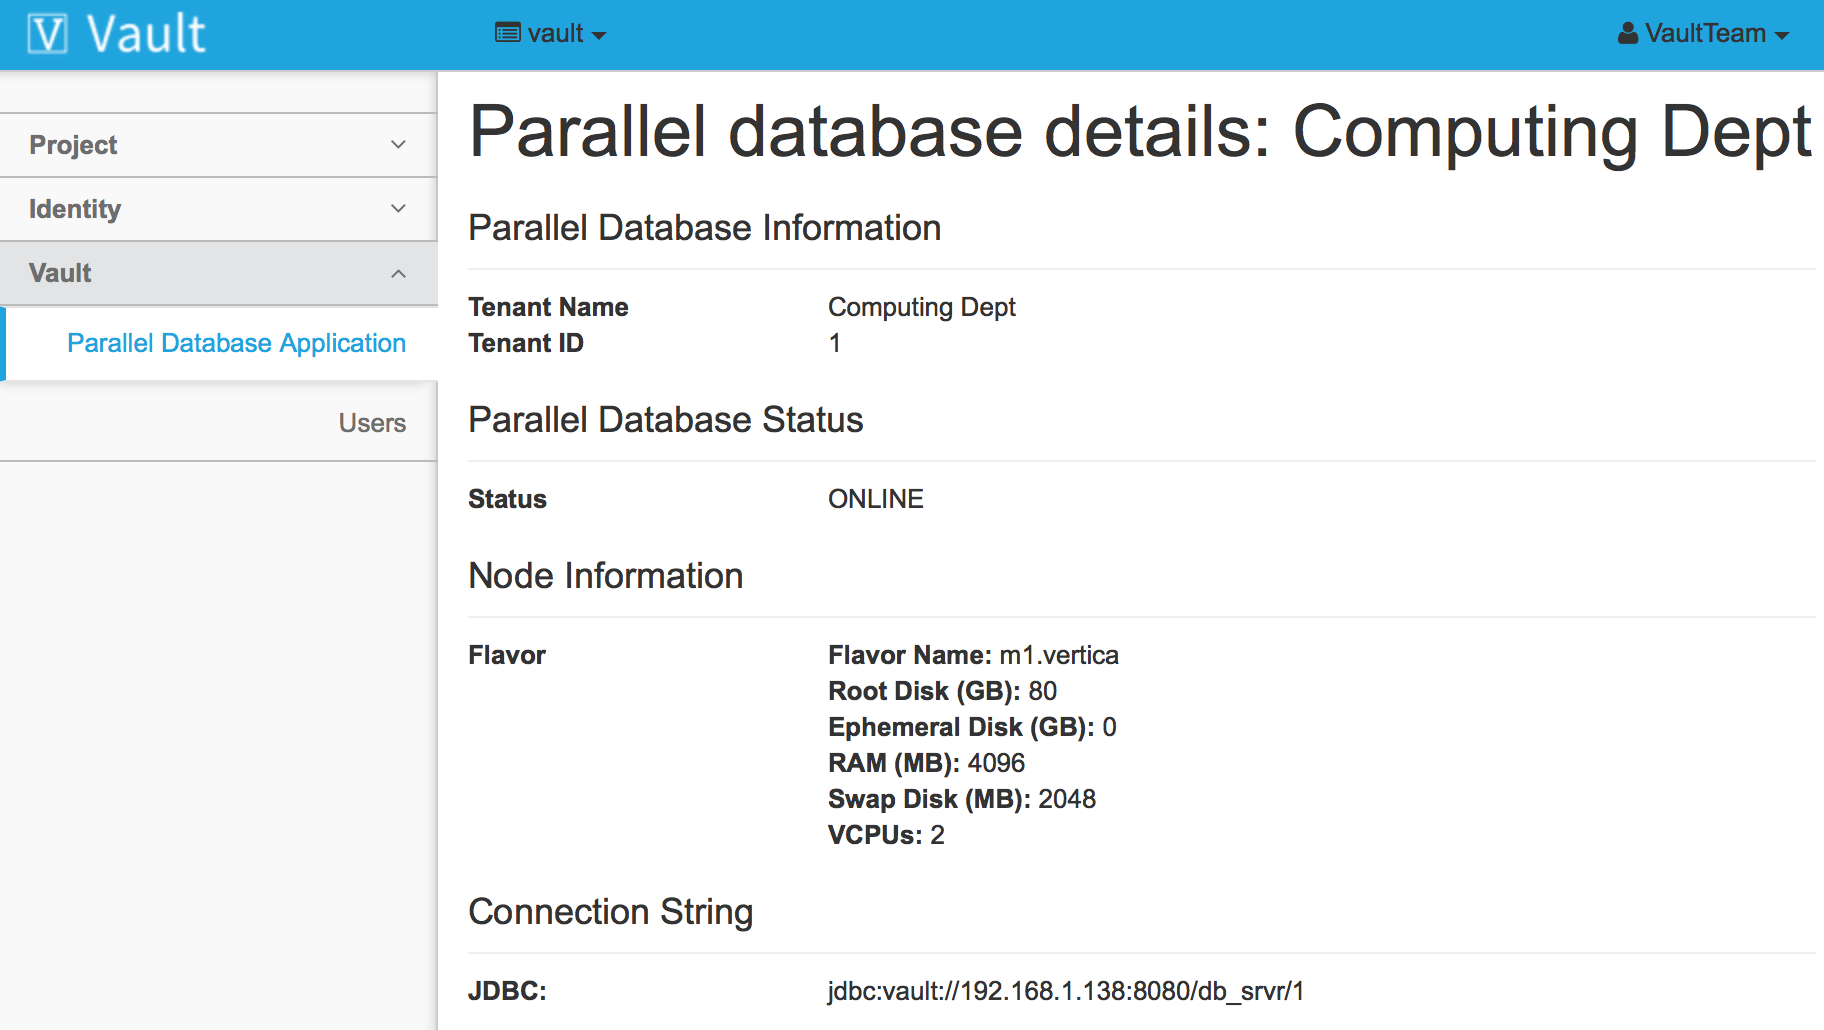 V Vault
vault
VaultTeam
Project
Identity
Vault
Parallel Database Application
Users
Parallel database details: Computing Dept
Parallel Database Information
Tenant Name Computing Dept
Tenant ID 1
Parallel Database Status
Status ONLINE
Node Information
Flavor Flavor Name: m1.vertica
Root Disk (GB): 80
Ephemeral Disk (GB): 0
RAM (MB): 4096
Swap Disk (MB): 2048
VCPUs: 2
Connection String
JDBC: jdbc:vault://192.168.1.138:8080/db_srvr/1